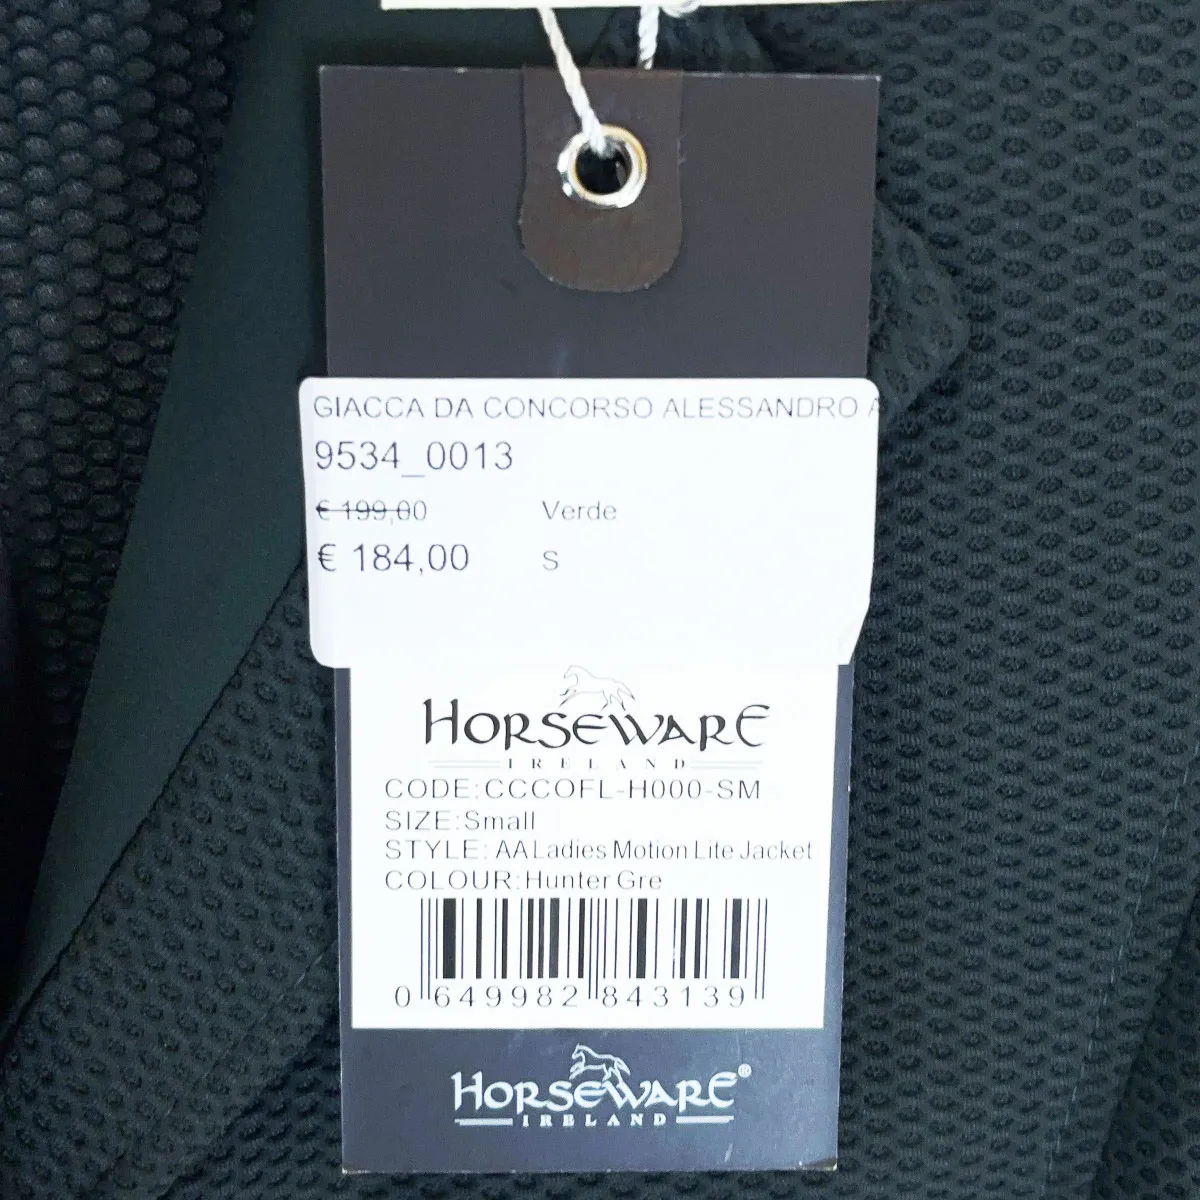 GIACCA DA CONCORSO ALESSANDRO A
9534_0013
€ 199,00 Verde
€ 184,00 S
HORSEWARE
IRELAND
CODE:CCCOFL-H000-SM
SIZE:Small
STYLE: AA Ladies Motion Lite Jacket
COLOUR:Hunter Gre
0 649982 843139
HORSEWARE®
IRELAND